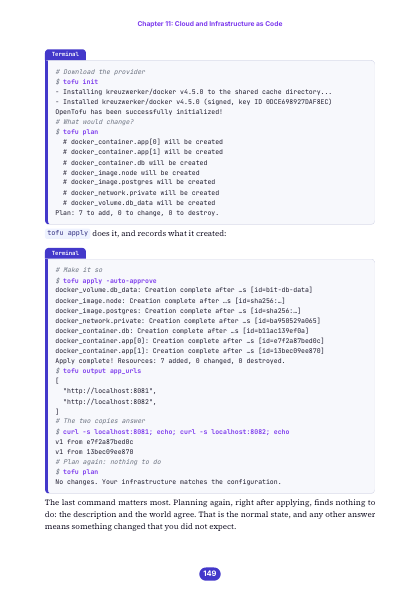 Chapter 11: Cloud and Infrastructure as Code
Terminal
# Download the provider
$ tofu init
- Installing kreuzwerker/docker v4.5.0 to the shared cache directory...
- Installed kreuzwerker/docker v4.5.0 (signed, key ID 0DCE698927DAF8EC)
OpenTofu has been successfully initialized!
# What would change?
$ tofu plan
# docker_container.app[0] will be created
# docker_container.app[1] will be created
# docker_container.db will be created
# docker_image.node will be created
# docker_image.postgres will be created
# docker_network.private will be created
# docker_volume.db_data will be created
Plan: 7 to add, 0 to change, 0 to destroy.
tofu apply does it, and records what it created:
Terminal
# Make it so
$ tofu apply -auto-approve
docker_volume.db_data: Creation complete after …s [id=bit-db-data]
docker_image.node: Creation complete after …s [id=sha256:…]
docker_image.postgres: Creation complete after …s [id=sha256:…]
docker_network.private: Creation complete after …s [id=ba950529a065]
docker_container.db: Creation complete after …s [id=b11ac139ef0a]
docker_container.app[0]: Creation complete after …s [id=e7f2a87bed0c]
docker_container.app[1]: Creation complete after …s [id=13bec09ee870]
Apply complete! Resources: 7 added, 0 changed, 0 destroyed.
$ tofu output app_urls
[
"http://localhost:8081",
"http://localhost:8082",
]
# The two copies answer
$ curl -s localhost:8081; echo; curl -s localhost:8082; echo
v1 from e7f2a87bed0c
v1 from 13bec09ee870
# Plan again: nothing to do
$ tofu plan
No changes. Your infrastructure matches the configuration.
The last command matters most. Planning again, right after applying, finds nothing to
do: the description and the world agree. That is the normal state, and any other answer
means something changed that you did not expect.
149